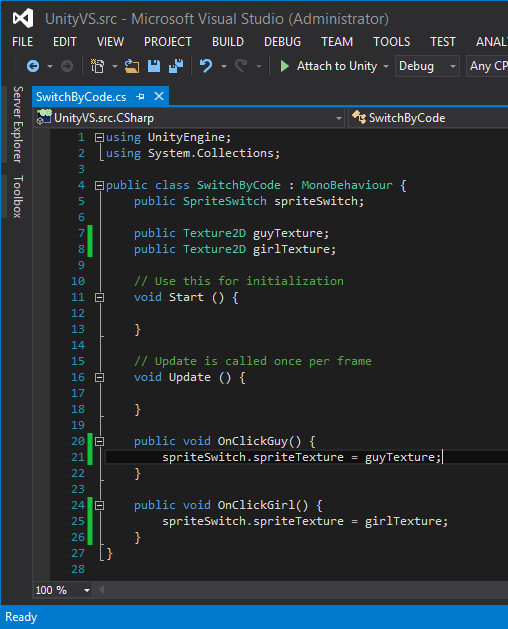 UnityVS.src - Microsoft Visual Studio (Administrator)
FILE EDIT VIEW PROJECT BUILD DEBUG TEAM TOOLS TEST ANAL
Attach to Unity Debug Any CP
Server Explorer
Toolbox
SwitchByCode.cs
UnityVS.src.CSharp SwitchByCode
1 using UnityEngine;
2 using System.Collections;
3
4 public class SwitchByCode : MonoBehaviour {
5 public SpriteSwitch spriteSwitch;
6
7 public Texture2D guyTexture;
8 public Texture2D girlTexture;
9
10 // Use this for initialization
11 void Start () {
12
13 }
14
15 // Update is called once per frame
16 void Update () {
17
18 }
19
20 public void OnClickGuy() {
21 spriteSwitch.spriteTexture = guyTexture;
22 }
23
24 public void OnClickGirl() {
25 spriteSwitch.spriteTexture = girlTexture;
26 }
27 }
28
100 %
Ready